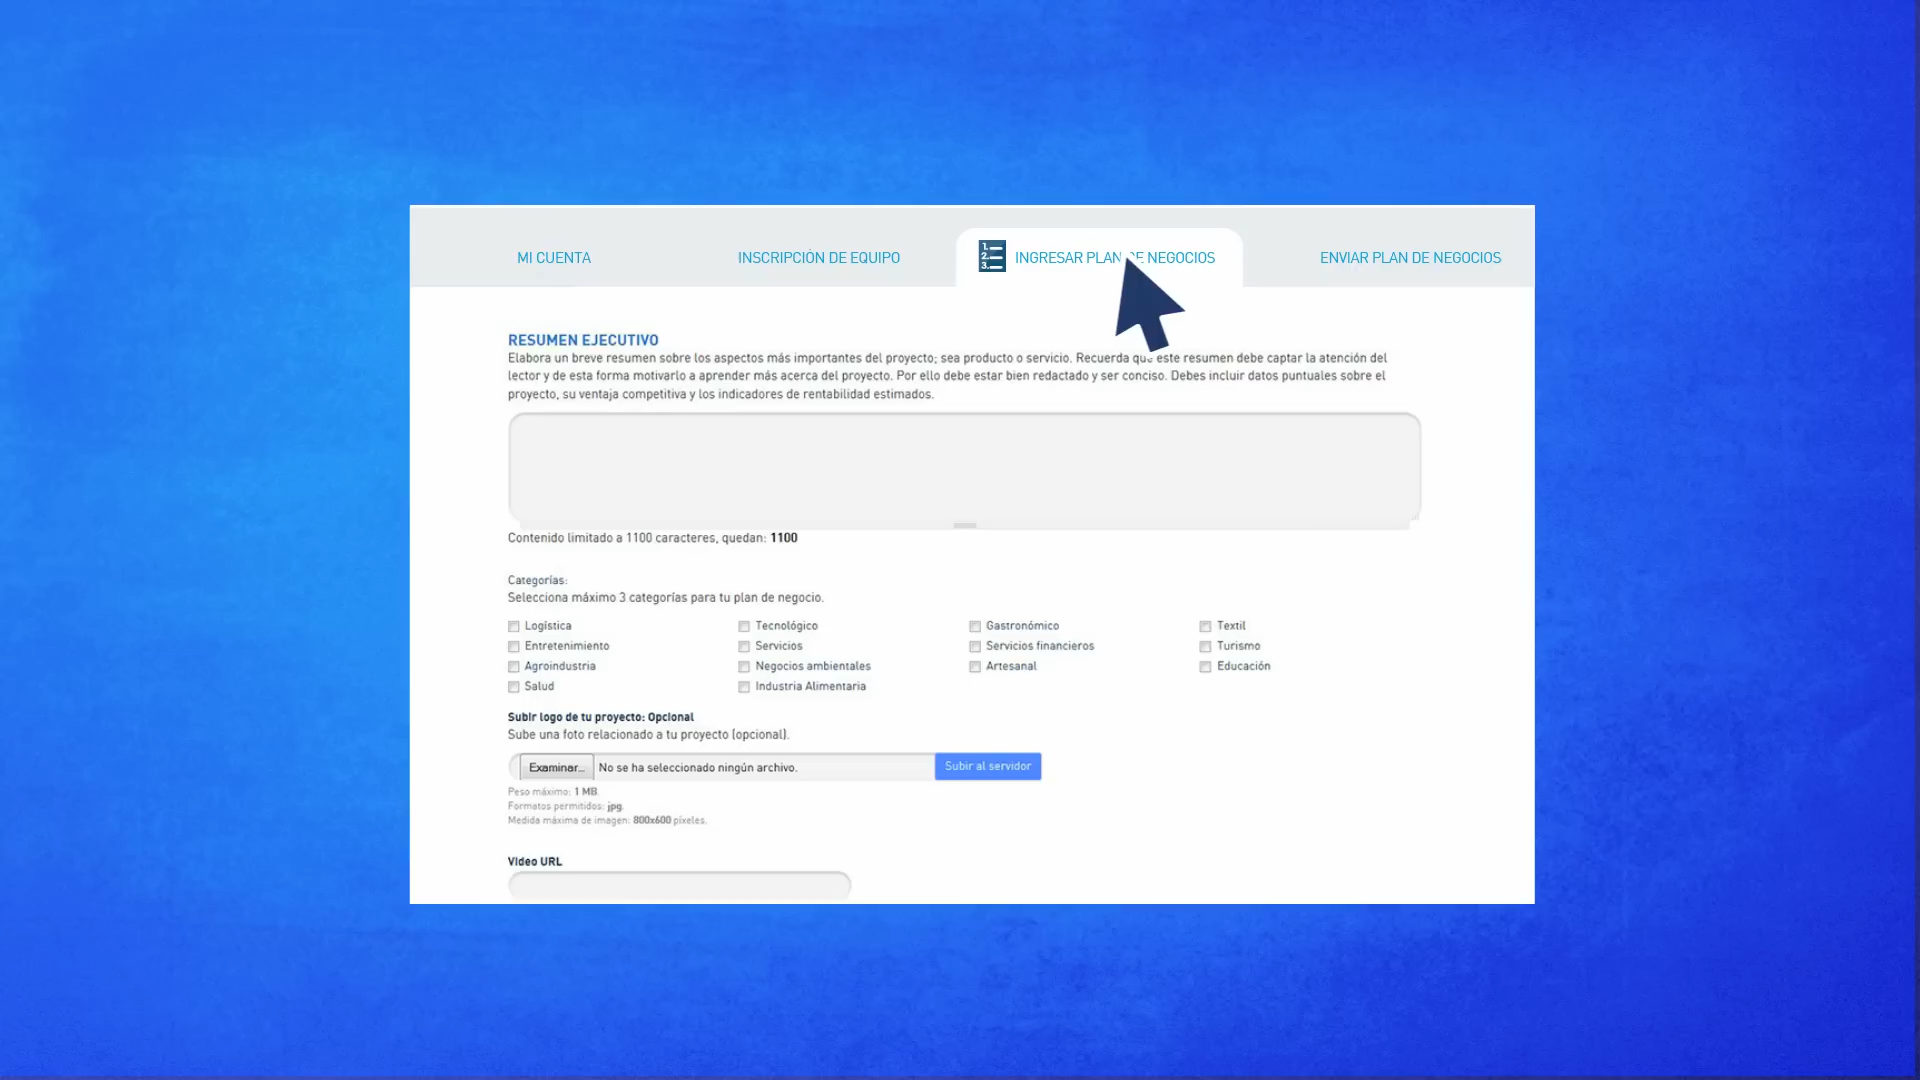 MI CUENTA
INSCRIPCIÓN DE EQUIPO
INGRESAR PLAN DE NEGOCIOS
ENVIAR PLAN DE NEGOCIOS
RESUMEN EJECUTIVO
Elabora un breve resumen sobre los aspectos más importantes del proyecto; sea producto o servicio. Recuerda que este resumen debe captar la atención del
lector y de esta forma motivarlo a aprender más acerca del proyecto. Por ello debe estar bien redactado y ser conciso. Debes incluir datos puntuales sobre el
proyecto, su ventaja competitiva y los indicadores de rentabilidad estimados.
Contenido limitado a 1100 caracteres, quedan: 1100
Categorías:
Selecciona máximo 3 categorías para tu plan de negocio.
Logística Tecnológico Gastronómico Textil
Entretenimiento Servicios Servicios financieros Turismo
Agroindustria Negocios ambientales Artesanal Educación
Salud Industria Alimentaria
Subir logo de tu proyecto: Opcional
Sube una foto relacionado a tu proyecto (opcional).
Examinar... No se ha seleccionado ningún archivo. Subir al servidor
Peso máximo: 1 MB.
Formatos permitidos: jpg.
Medida máxima de imagen: 800x600 píxeles.
Video URL